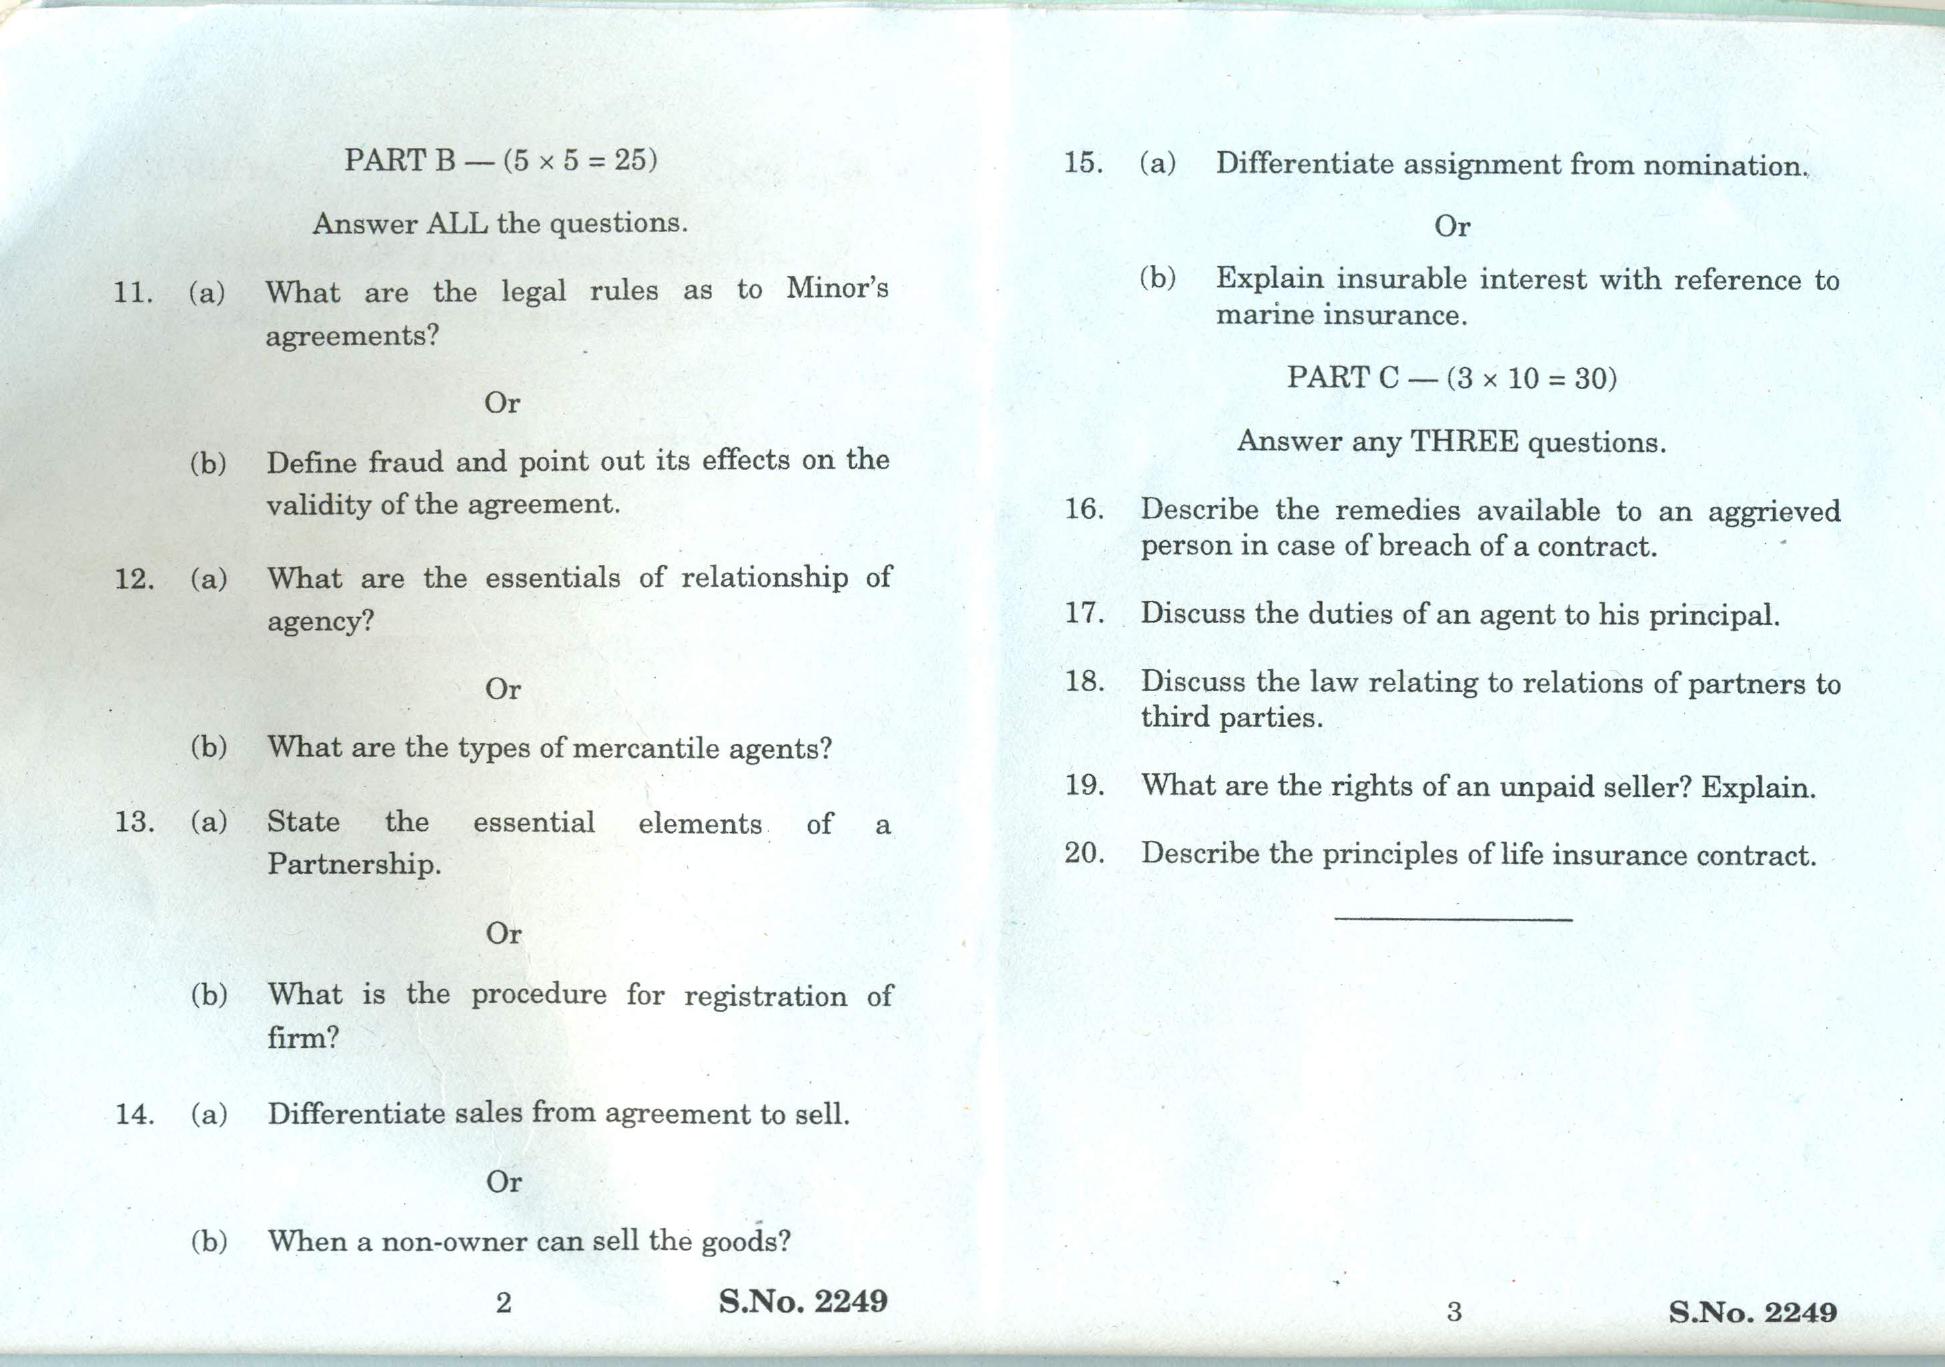 PART B — (5 × 5 = 25)
Answer ALL the questions.
11. (a) What are the legal rules as to Minor's
agreements?
Or
(b) Define fraud and point out its effects on the
validity of the agreement.
12. (a) What are the essentials of relationship of
agency?
Or
(b) What are the types of mercantile agents?
13. (a) State the essential elements of a
Partnership.
Or
(b) What is the procedure for registration of
firm?
14. (a) Differentiate sales from agreement to sell.
Or
(b) When a non-owner can sell the goods?
2 S.No. 2249
15. (a) Differentiate assignment from nomination.
Or
(b) Explain insurable interest with reference to
marine insurance.
PART C — (3 × 10 = 30)
Answer any THREE questions.
16. Describe the remedies available to an aggrieved
person in case of breach of a contract.
17. Discuss the duties of an agent to his principal.
18. Discuss the law relating to relations of partners to
third parties.
19. What are the rights of an unpaid seller? Explain.
20. Describe the principles of life insurance contract.
3 S.No. 2249